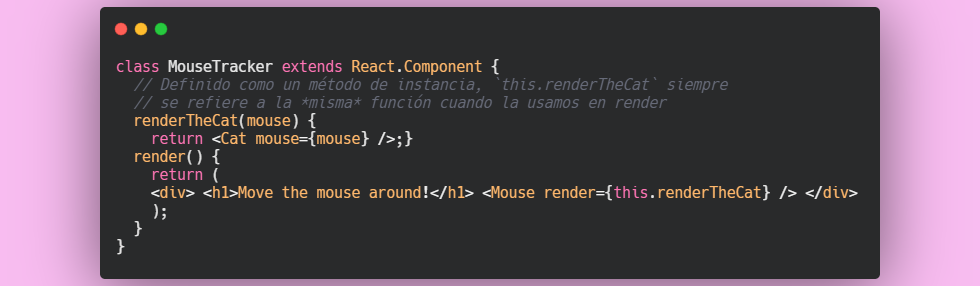 class MouseTracker extends React.Component {
// Definido como un método de instancia, `this.renderTheCat` siempre
// se refiere a la *misma* función cuando la usamos en render
renderTheCat(mouse) {
return <Cat mouse={mouse} />;}
render() {
return (
<div> <h1>Move the mouse around!</h1> <Mouse render={this.renderTheCat} /> </div>
);
}
}